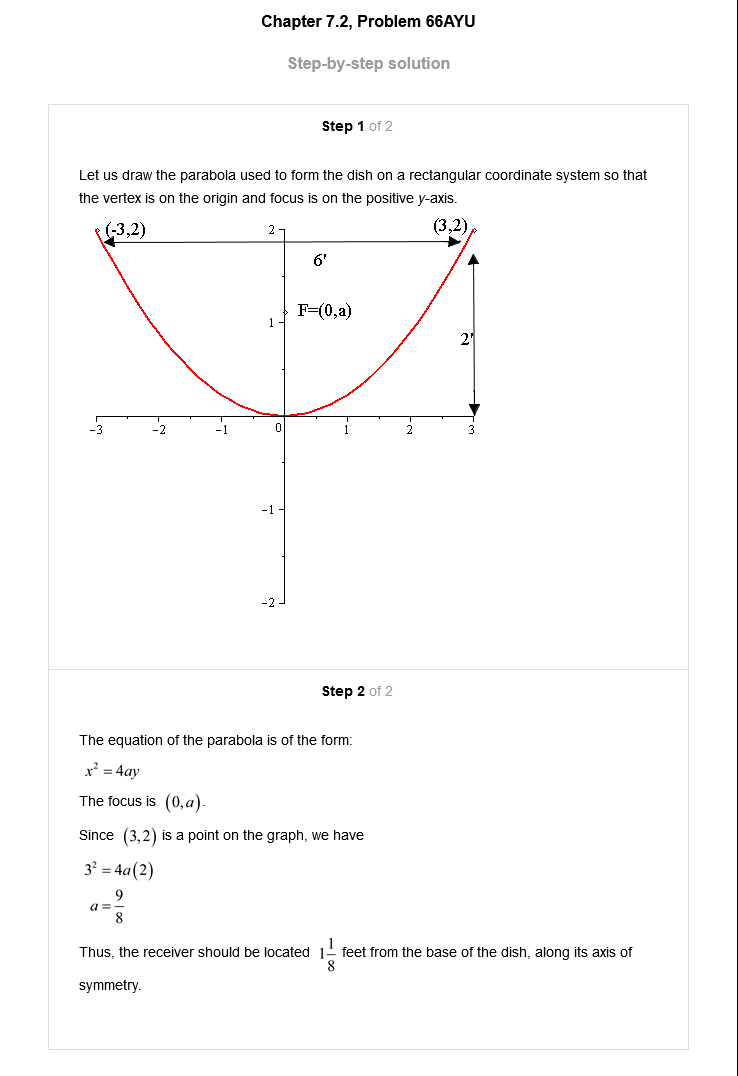 Chapter 7.2, Problem 66AYU
Step-by-step solution
Step 1 of 2
Let us draw the parabola used to form the dish on a rectangular coordinate system so that
the vertex is on the origin and focus is on the positive y-axis.
(-3,2) 2 (3,2)
6'
F=(0,a)
1
2'
-3 -2 -1 0 1 2 3
-1
-2
Step 2 of 2
The equation of the parabola is of the form:
x² = 4ay
The focus is (0,a).
Since (3,2) is a point on the graph, we have
3² = 4a(2)
a = 9/8
Thus, the receiver should be located 1 1/8 feet from the base of the dish, along its axis of
symmetry.